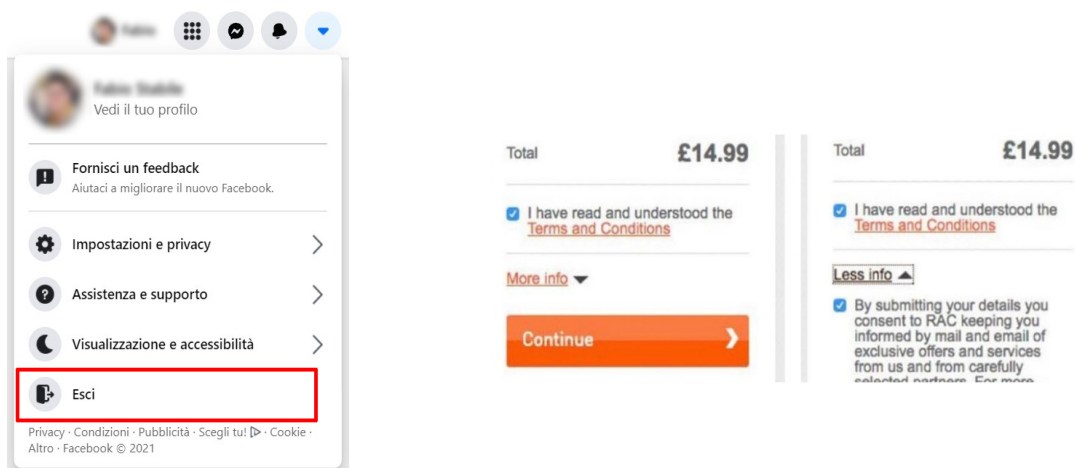 Vedi il tuo profilo
Fornisci un feedback
Aiutaci a migliorare il nuovo Facebook.
Impostazioni e privacy
Assistenza e supporto
Visualizzazione e accessibilità
Esci
Privacy · Condizioni · Pubblicità · Scegli tu! · Cookie ·
Altro · Facebook © 2021
Total £14.99
I have read and understood the
Terms and Conditions
More info
Continue
Total £14.99
I have read and understood the
Terms and Conditions
Less info
By submitting your details you
consent to RAC keeping you
informed by mail and email of
exclusive offers and services
from us and from carefully
selected partners. For more